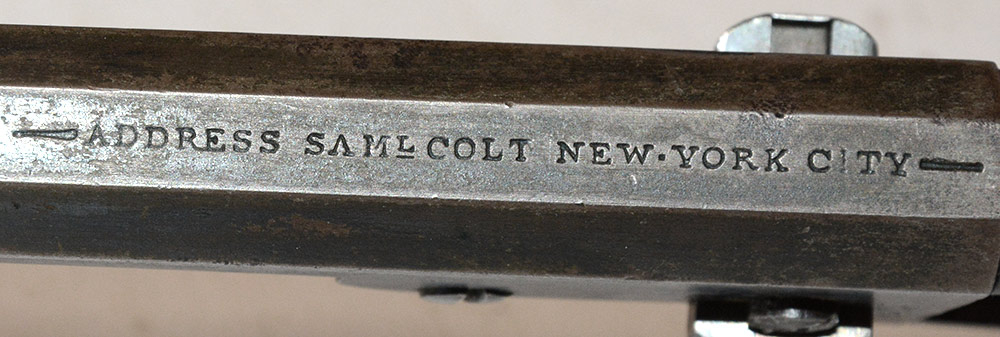 ADDRESS SAML COLT NEW-YORK CITY